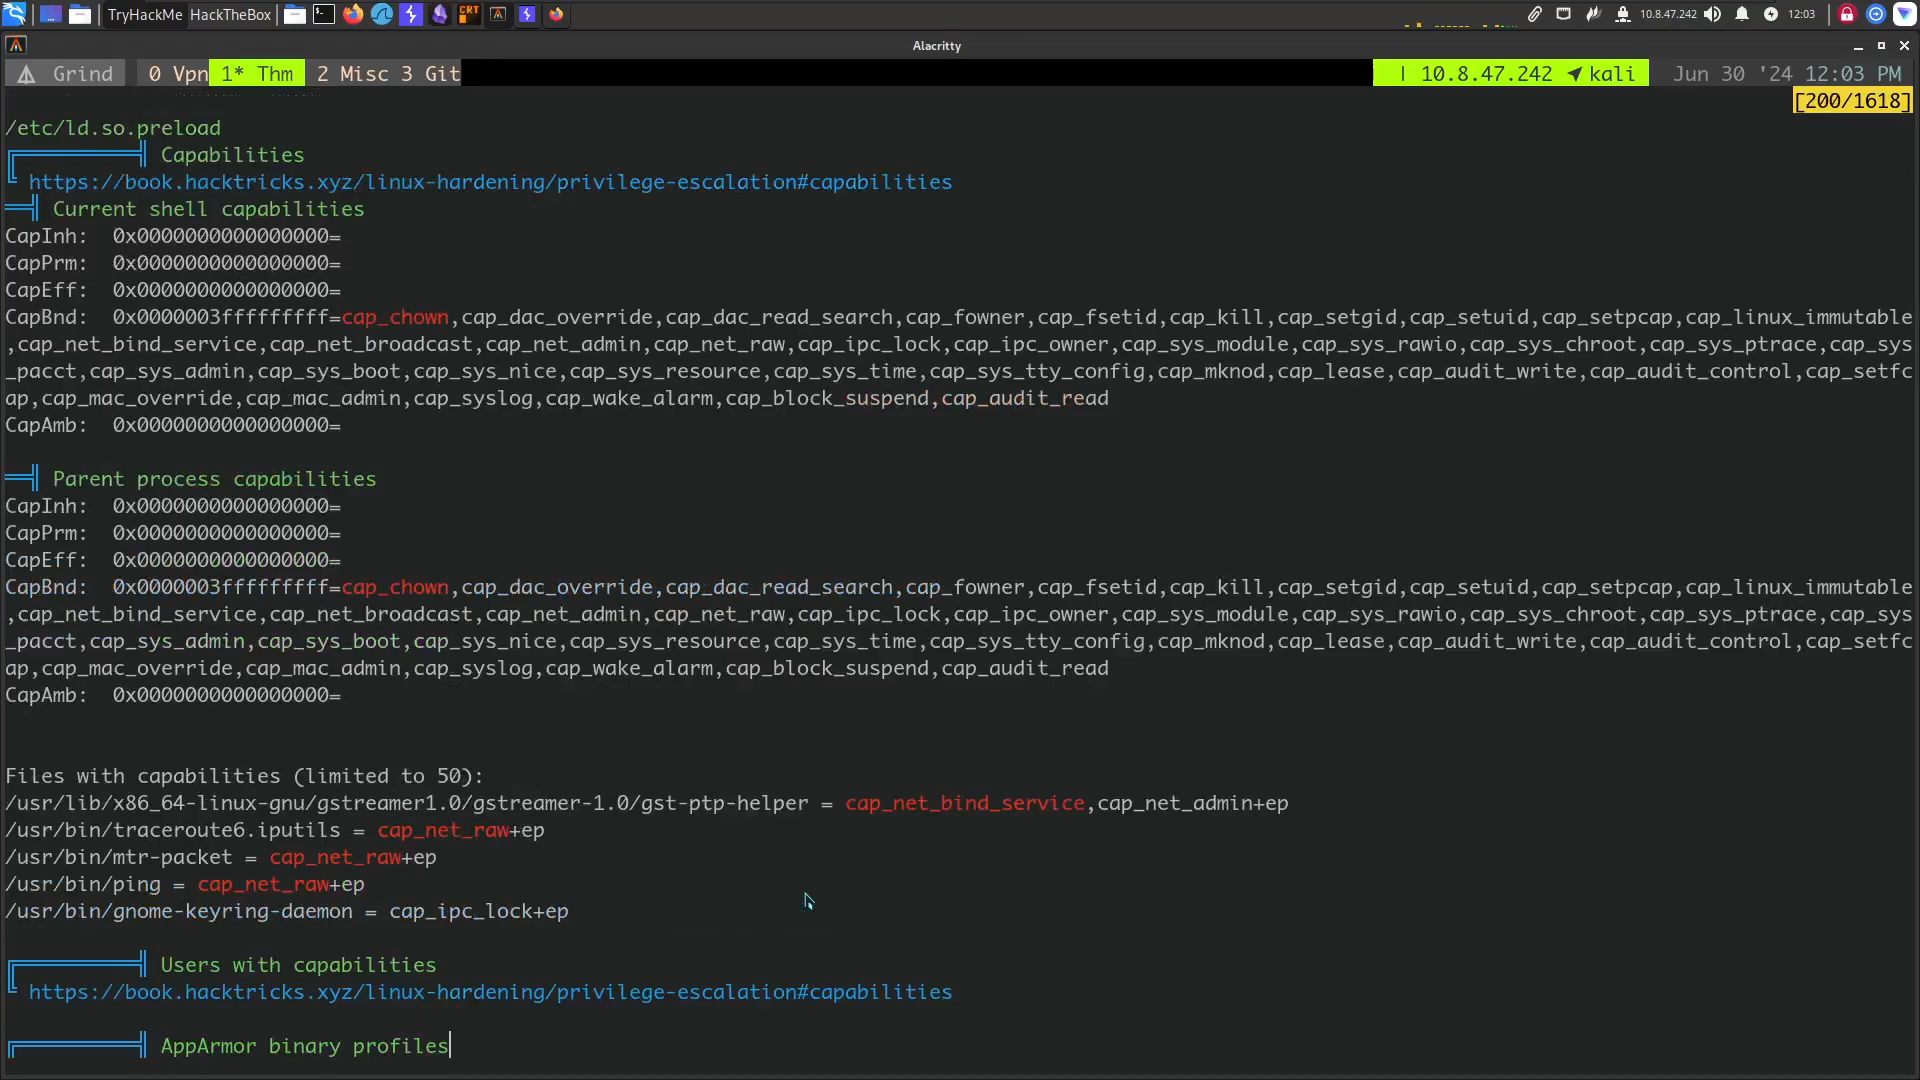 TryHackMe HackTheBox CRT 10.8.47.242 12:03
Alacritty
Grind 0 Vpn 1* Thm 2 Misc 3 Git | 10.8.47.242 kali Jun 30 '24 12:03 PM
[200/1618]
/etc/ld.so.preload
Capabilities
https://book.hacktricks.xyz/linux-hardening/privilege-escalation#capabilities
Current shell capabilities
CapInh:  0x0000000000000000=
CapPrm:  0x0000000000000000=
CapEff:  0x0000000000000000=
CapBnd:  0x0000003fffffffff=cap_chown,cap_dac_override,cap_dac_read_search,cap_fowner,cap_fsetid,cap_kill,cap_setgid,cap_setuid,cap_setpcap,cap_linux_immutable
,cap_net_bind_service,cap_net_broadcast,cap_net_admin,cap_net_raw,cap_ipc_lock,cap_ipc_owner,cap_sys_module,cap_sys_rawio,cap_sys_chroot,cap_sys_ptrace,cap_sys
_pacct,cap_sys_admin,cap_sys_boot,cap_sys_nice,cap_sys_resource,cap_sys_time,cap_sys_tty_config,cap_mknod,cap_lease,cap_audit_write,cap_audit_control,cap_setfc
ap,cap_mac_override,cap_mac_admin,cap_syslog,cap_wake_alarm,cap_block_suspend,cap_audit_read
CapAmb:  0x0000000000000000=
Parent process capabilities
CapInh:  0x0000000000000000=
CapPrm:  0x0000000000000000=
CapEff:  0x0000000000000000=
CapBnd:  0x0000003fffffffff=cap_chown,cap_dac_override,cap_dac_read_search,cap_fowner,cap_fsetid,cap_kill,cap_setgid,cap_setuid,cap_setpcap,cap_linux_immutable
,cap_net_bind_service,cap_net_broadcast,cap_net_admin,cap_net_raw,cap_ipc_lock,cap_ipc_owner,cap_sys_module,cap_sys_rawio,cap_sys_chroot,cap_sys_ptrace,cap_sys
_pacct,cap_sys_admin,cap_sys_boot,cap_sys_nice,cap_sys_resource,cap_sys_time,cap_sys_tty_config,cap_mknod,cap_lease,cap_audit_write,cap_audit_control,cap_setfc
ap,cap_mac_override,cap_mac_admin,cap_syslog,cap_wake_alarm,cap_block_suspend,cap_audit_read
CapAmb:  0x0000000000000000=
Files with capabilities (limited to 50):
/usr/lib/x86_64-linux-gnu/gstreamer1.0/gstreamer-1.0/gst-ptp-helper = cap_net_bind_service,cap_net_admin+ep
/usr/bin/traceroute6.iputils = cap_net_raw+ep
/usr/bin/mtr-packet = cap_net_raw+ep
/usr/bin/ping = cap_net_raw+ep
/usr/bin/gnome-keyring-daemon = cap_ipc_lock+ep
Users with capabilities
https://book.hacktricks.xyz/linux-hardening/privilege-escalation#capabilities
AppArmor binary profiles